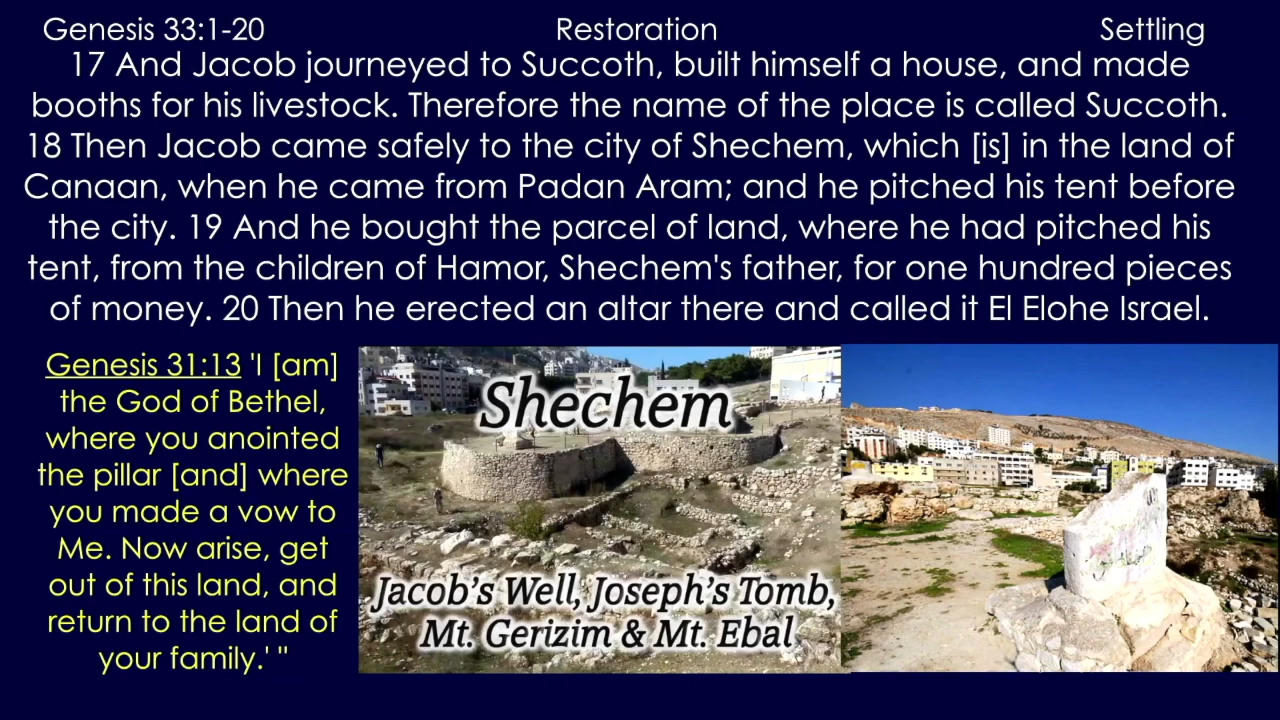 Genesis 33:1-20 Restoration Settling
17 And Jacob journeyed to Succoth, built himself a house, and made
booths for his livestock. Therefore the name of the place is called Succoth.
18 Then Jacob came safely to the city of Shechem, which [is] in the land of
Canaan, when he came from Padan Aram; and he pitched his tent before
the city. 19 And he bought the parcel of land, where he had pitched his
tent, from the children of Hamor, Shechem's father, for one hundred pieces
of money. 20 Then he erected an altar there and called it El Elohe Israel.
Genesis 31:13 'I [am]
the God of Bethel,
where you anointed
the pillar [and] where
you made a vow to
Me. Now arise, get
out of this land, and
return to the land of
your family.' "
Shechem
Jacob's Well, Joseph's Tomb,
Mt. Gerizim & Mt. Ebal